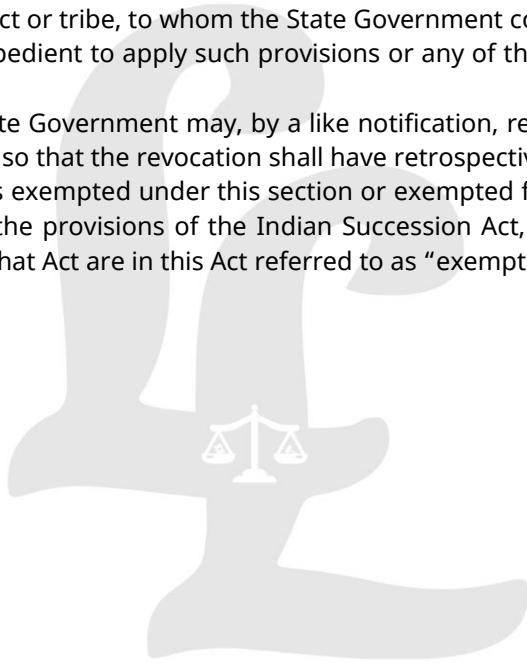 ct or tribe, to whom the State Government co
pedient to apply such provisions or any of th
te Government may, by a like notification, re
so that the revocation shall have retrospectiv
s exempted under this section or exempted f
the provisions of the Indian Succession Act,
hat Act are in this Act referred to as “exempt